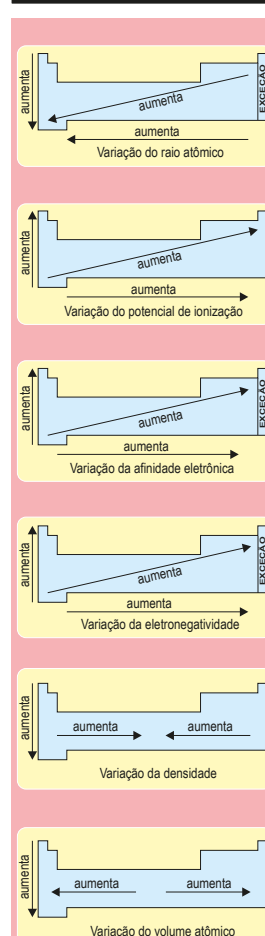 aumenta
aumenta
EXCEÇÃO
aumenta
Variação do raio atômico
aumenta
aumenta
aumenta
Variação do potencial de ionização
aumenta
aumenta
EXCEÇÃO
aumenta
Variação da afinidade eletrônica
aumenta
aumenta
EXCEÇÃO
aumenta
Variação da eletronegatividade
aumenta
aumenta
aumenta
Variação da densidade
aumenta
aumenta
aumenta
Variação do volume atômico